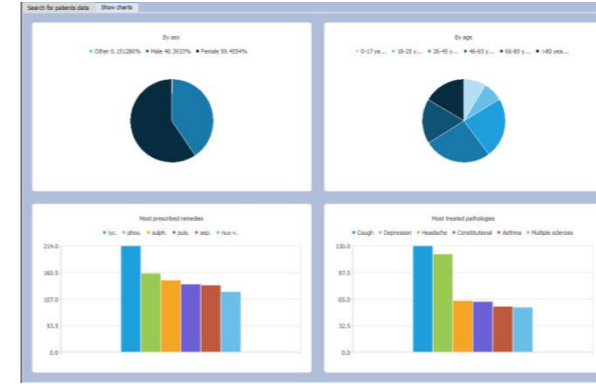 Search for patients data Show charts
By sex
Other 0.151286% Male 40.3933% Female 59.4554%
By age
0-17 ye... 18-25 y... 26-45 y... 46-65 y... 66-80 y... >80 yea...
Most prescribed remedies
lyc. phos. sulph. puls. sep. nux-v.
214.0
160.5
107.0
53.5
0.0
Most treated pathologies
Cough Depression Headache Constitutional Asthma Multiple sclerosis
130.0
97.5
65.0
32.5
0.0